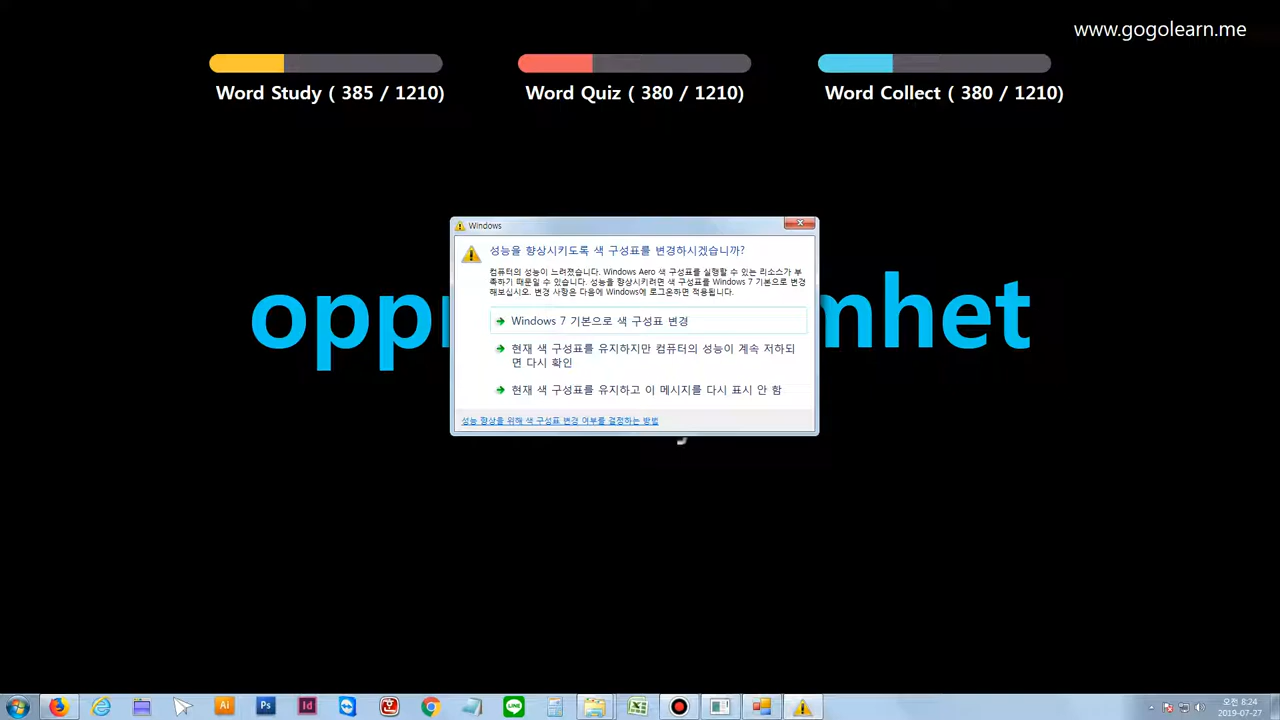 www.gogolearn.me
Word Study ( 385 / 1210)
Word Quiz ( 380 / 1210)
Word Collect ( 380 / 1210)
Windows
성능을 향상시키도록 색 구성표를 변경하시겠습니까?
컴퓨터의 성능이 느려졌습니다. Windows Aero 색 구성표를 실행할 수 있는 리소스가 부
족하기 때문일 수 있습니다. 성능을 향상시키려면 색 구성표를 Windows 7 기본으로 변경
해보십시오. 변경 사항은 다음에 Windows에 로그온하면 적용됩니다.
Windows 7 기본으로 색 구성표 변경
현재 색 구성표를 유지하지만 컴퓨터의 성능이 계속 저하되
면 다시 확인
현재 색 구성표를 유지하고 이 메시지를 다시 표시 안 함
성능 향상을 위해 색 구성표 변경 여부를 결정하는 방법
Ai
Ps
Id
LINE
오전 8:24
2019-07-27